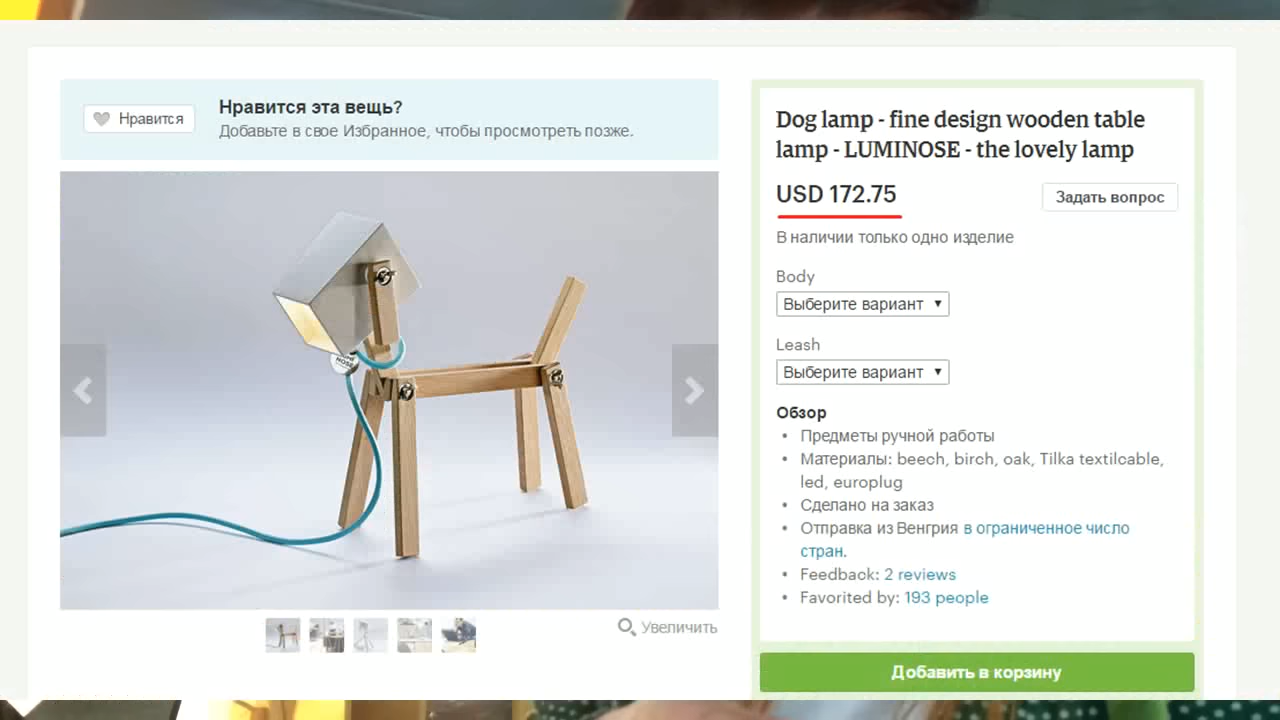 Нравится
Нравится эта вещь?
Добавьте в свое Избранное, чтобы просмотреть позже.
Увеличить
Dog lamp - fine design wooden table
lamp - LUMINOSE - the lovely lamp
USD 172.75
Задать вопрос
В наличии только одно изделие
Body
Выберите вариант
Leash
Выберите вариант
Обзор
Предметы ручной работы
Материалы: beech, birch, oak, Tilka textilcable,
led, europlug
Сделано на заказ
Отправка из Венгрия в ограниченное число
стран.
Feedback: 2 reviews
Favorited by: 193 people
Добавить в корзину